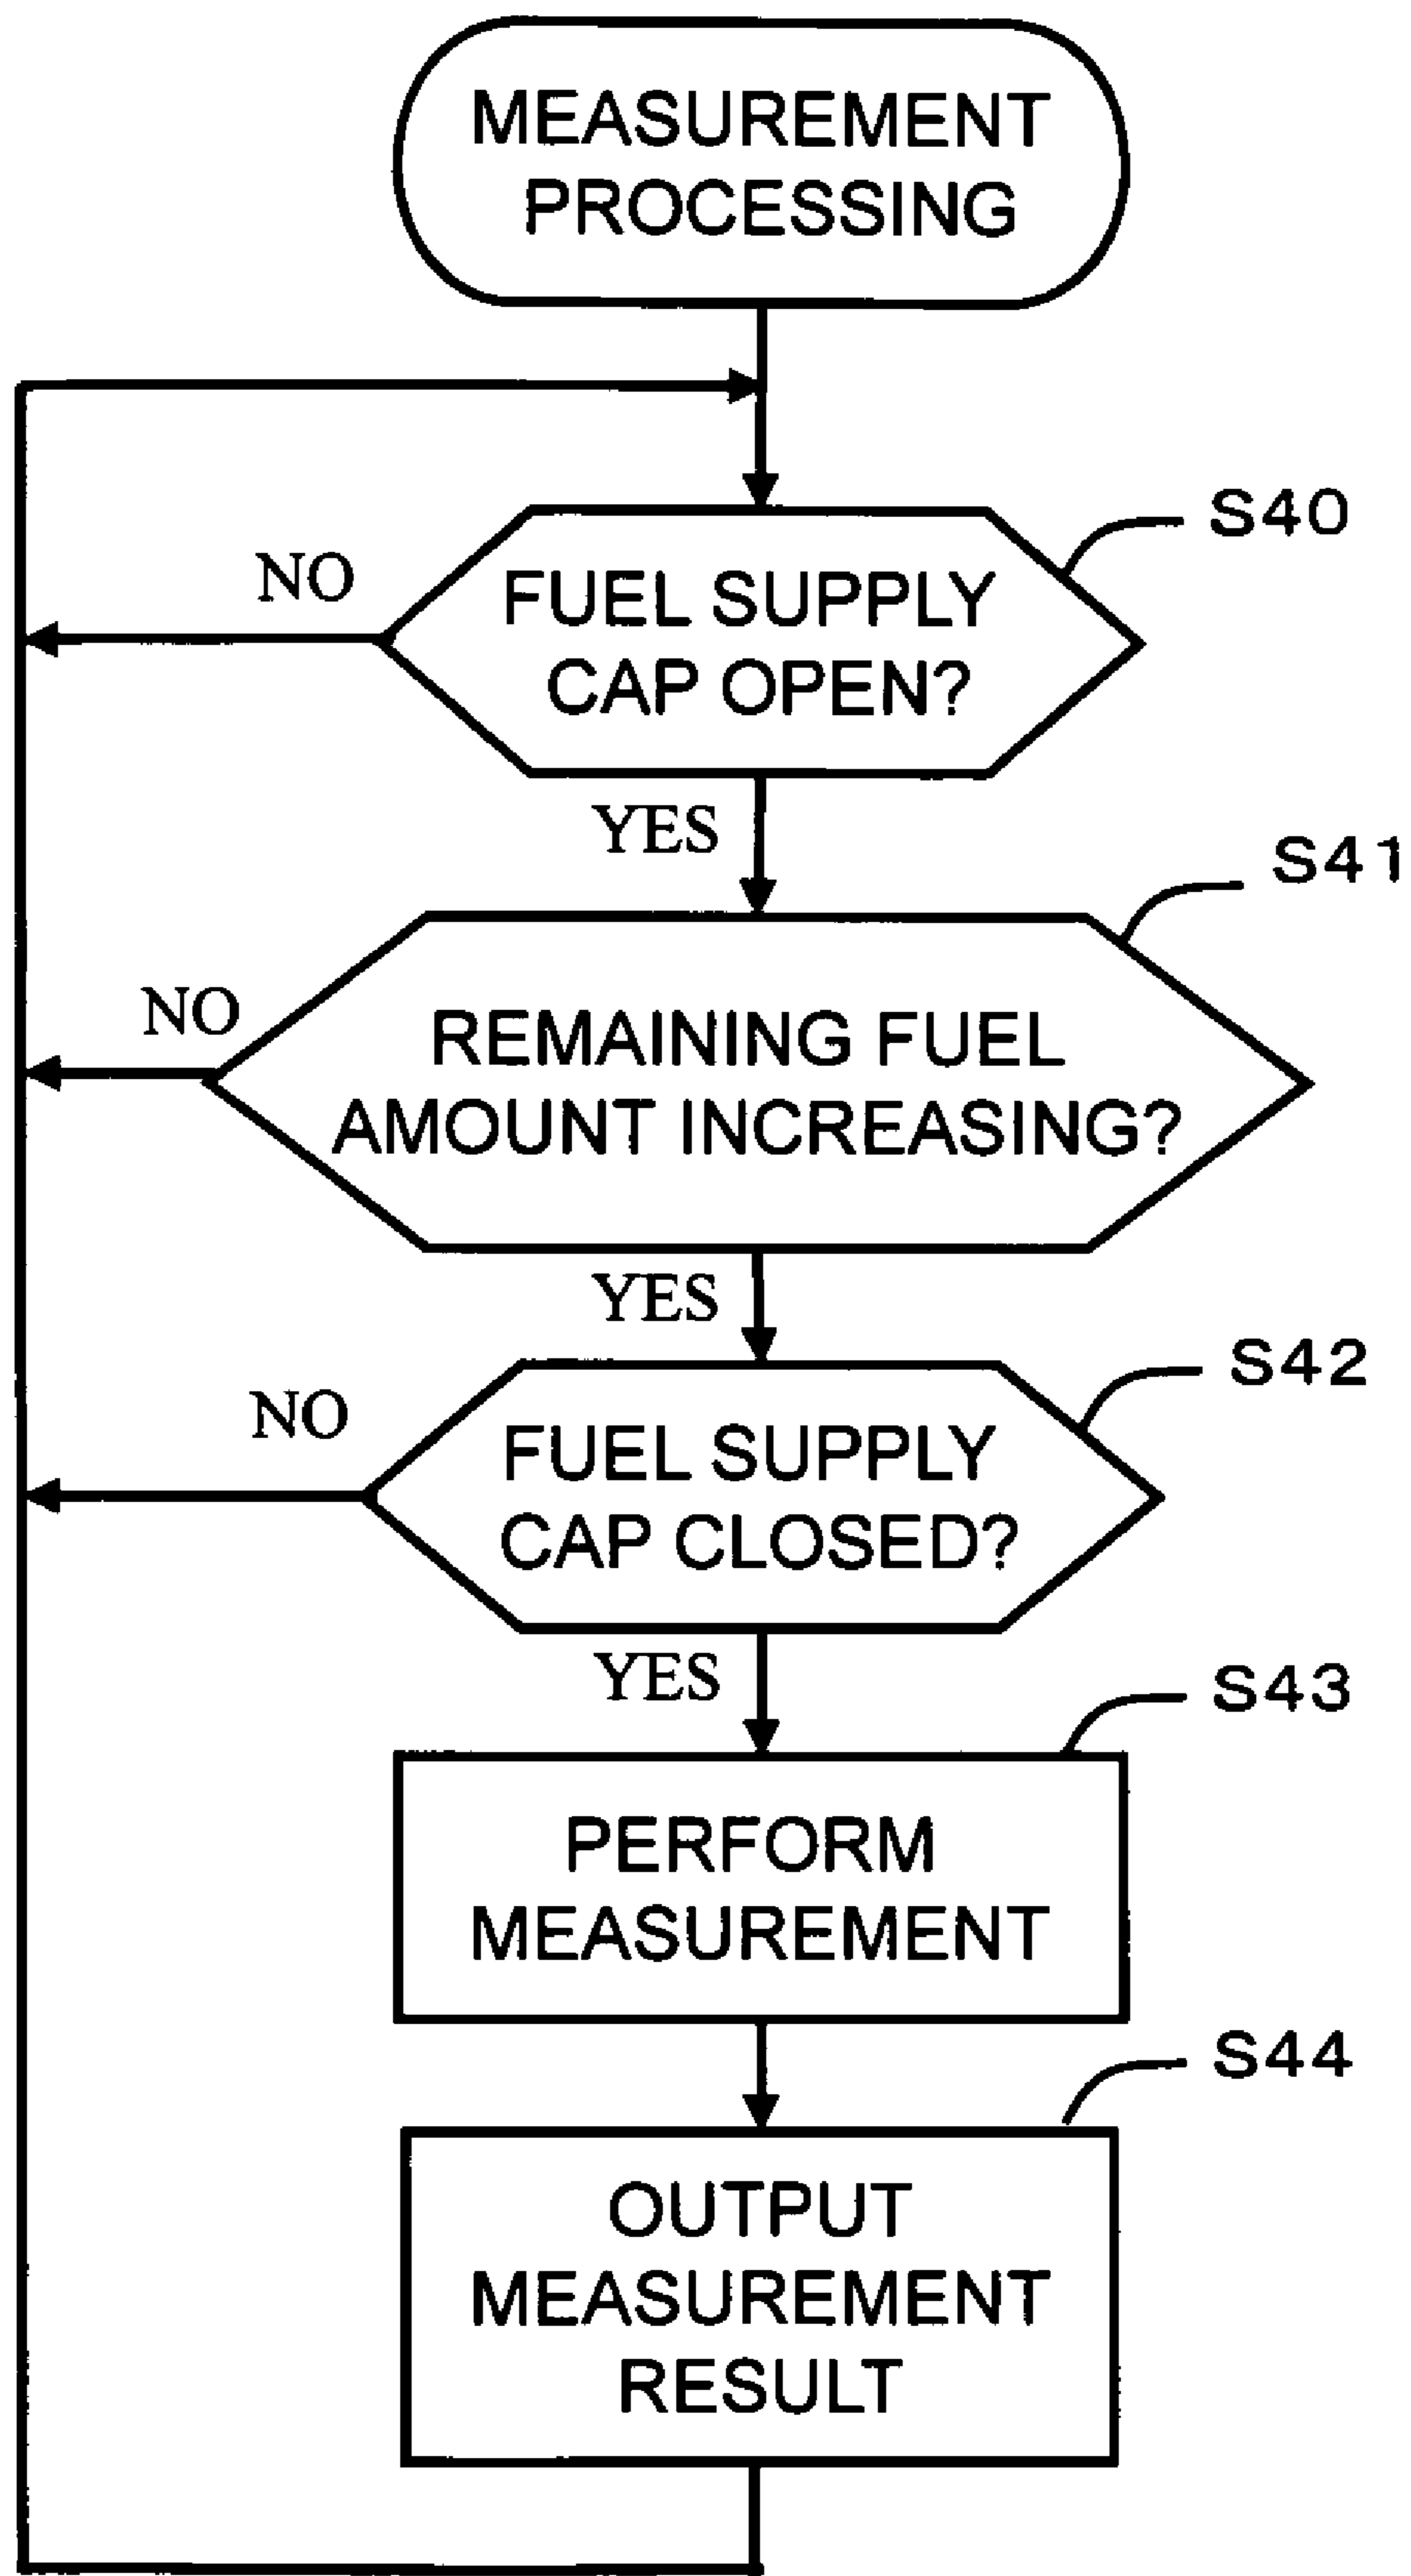 MEASUREMENT
PROCESSING
S40
NO
FUEL SUPPLY
CAP OPEN?
YES
S41
NO
REMAINING FUEL
AMOUNT INCREASING?
YES
S42
NO
FUEL SUPPLY
CAP CLOSED?
YES
S43
PERFORM
MEASUREMENT
S44
OUTPUT
MEASUREMENT
RESULT